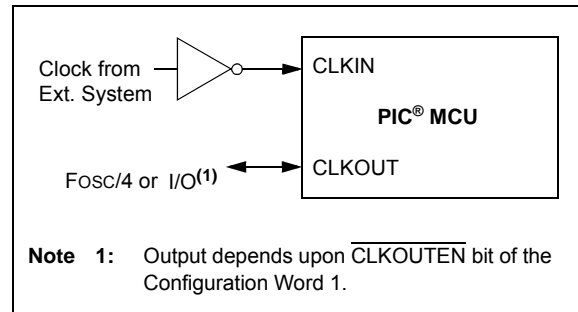 Clock from
Ext. System
CLKIN
PIC® MCU
FOSC/4 or I/O(1)
CLKOUT
Note 1: Output depends upon CLKOUTEN bit of the
Configuration Word 1.